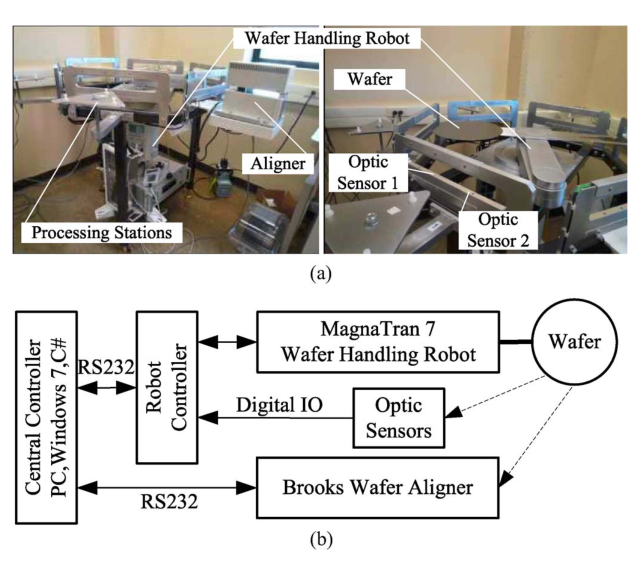 Wafer Handling Robot
Wafer
Aligner
Optic
Sensor 1
Optic
Sensor 2
Processing Stations
(a)
Central Controller
PC,Windows 7,C#
RS232
Robot
Controller
MagnaTran 7
Wafer Handling Robot
Wafer
Digital IO
Optic
Sensors
RS232
Brooks Wafer Aligner
(b)